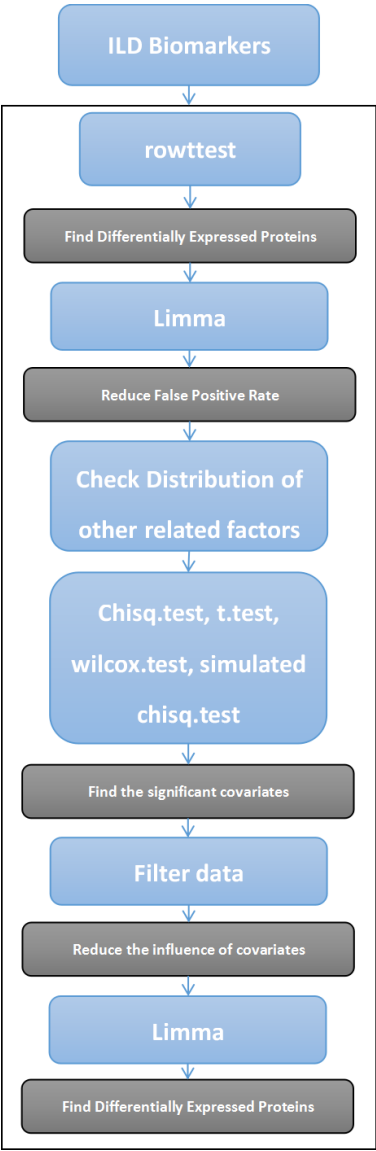 ILD Biomarkers
rowttest
Find Differentially Expressed Proteins
Limma
Reduce False Positive Rate
Check Distribution of
other related factors
Chisq.test, t.test,
wilcox.test, simulated
chisq.test
Find the significant covariates
Filter data
Reduce the influence of covariates
Limma
Find Differentially Expressed Proteins